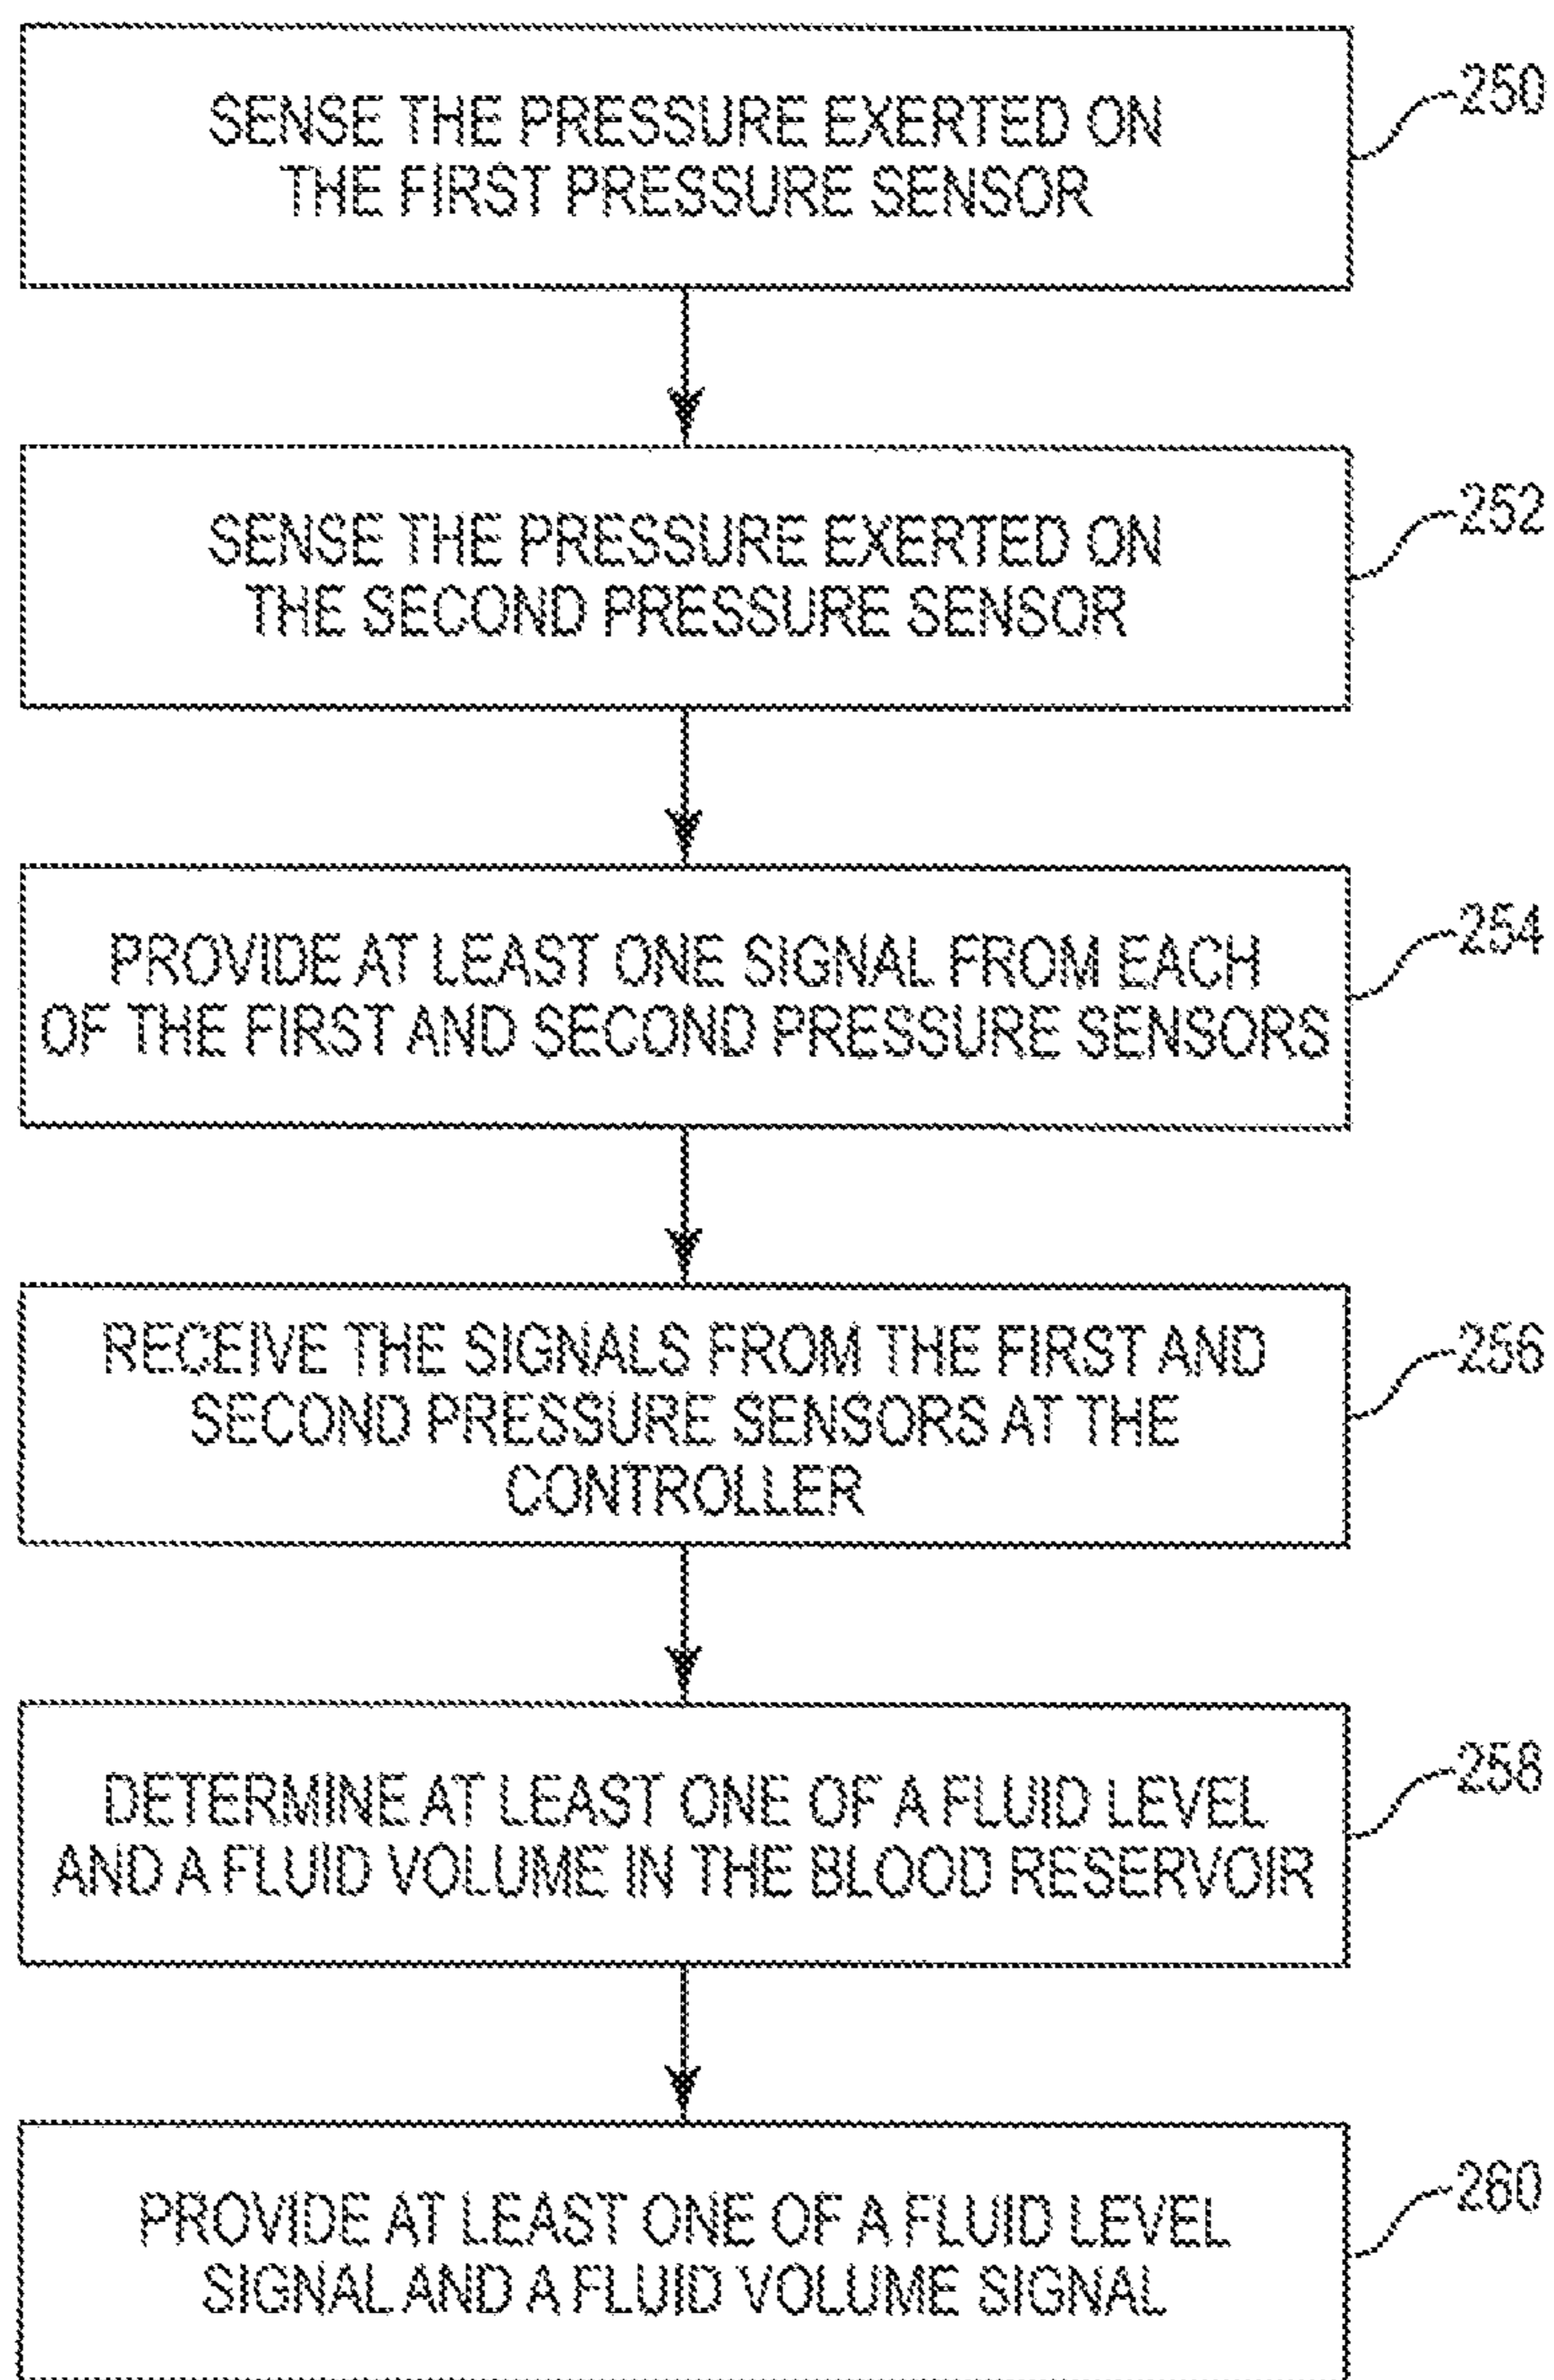 SENSE THE PRESSURE EXERTED ON
THE FIRST PRESSURE SENSOR
250
SENSE THE PRESSURE EXERTED ON
THE SECOND PRESSURE SENSOR
252
PROVIDE AT LEAST ONE SIGNAL FROM EACH
OF THE FIRST AND SECOND PRESSURE SENSORS
254
RECEIVE THE SIGNALS FROM THE FIRST AND
SECOND PRESSURE SENSORS AT THE
CONTROLLER
256
DETERMINE AT LEAST ONE OF A FLUID LEVEL
AND A FLUID VOLUME IN THE BLOOD RESERVOIR
258
PROVIDE AT LEAST ONE OF A FLUID LEVEL
SIGNAL AND A FLUID VOLUME SIGNAL
260